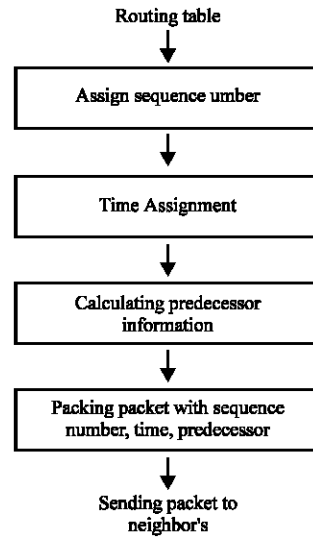 Routing table
Assign sequence umber
Time Assignment
Calculating predecessor
information
Packing packet with sequence
number, time, predecessor
Sending packet to
neighbor's